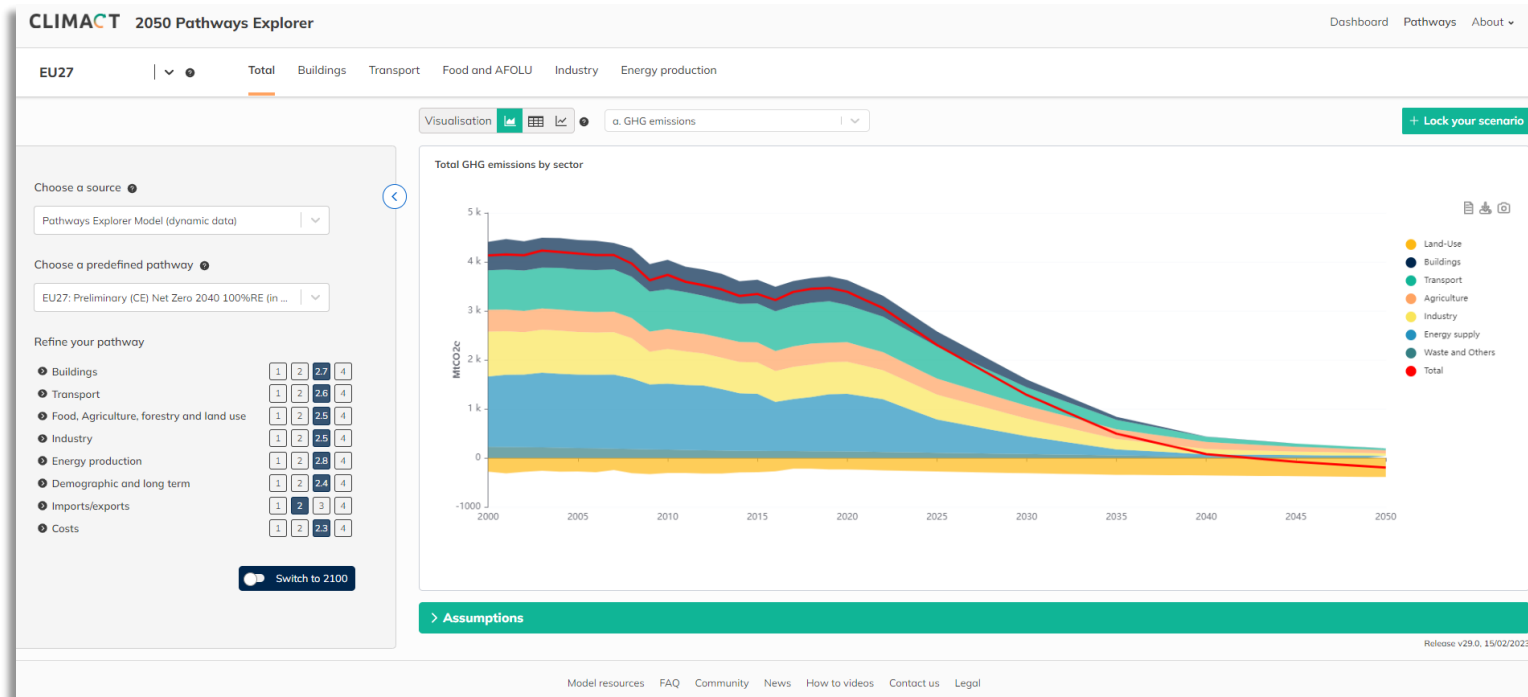 CLIMACT 2050 Pathways Explorer
Dashboard Pathways About
EU27
Total Buildings Transport Food and AFOLU Industry Energy production
Visualisation
a. GHG emissions
+ Lock your scenario
Choose a source
Pathways Explorer Model (dynamic data)
Choose a predefined pathway
EU27: Preliminary (CE) Net Zero 2040 100%RE (in ...
Refine your pathway
Buildings 1 2 2.7 4
Transport 1 2 2.6 4
Food, Agriculture, forestry and land use 1 2 2.5 4
Industry 1 2 2.5 4
Energy production 1 2 2.8 4
Demographic and long term 1 2 2.4 4
Imports/exports 1 2 3 4
Costs 1 2 2.3 4
Switch to 2100
Total GHG emissions by sector
MtCO2e
5 k
4 k
3 k
2 k
1 k
0
-1000
2000 2005 2010 2015 2020 2025 2030 2035 2040 2045 2050
Land-Use
Buildings
Transport
Agriculture
Industry
Energy supply
Waste and Others
Total
Assumptions
Release v29.0, 15/02/2023
Model resources FAQ Community News How to videos Contact us Legal